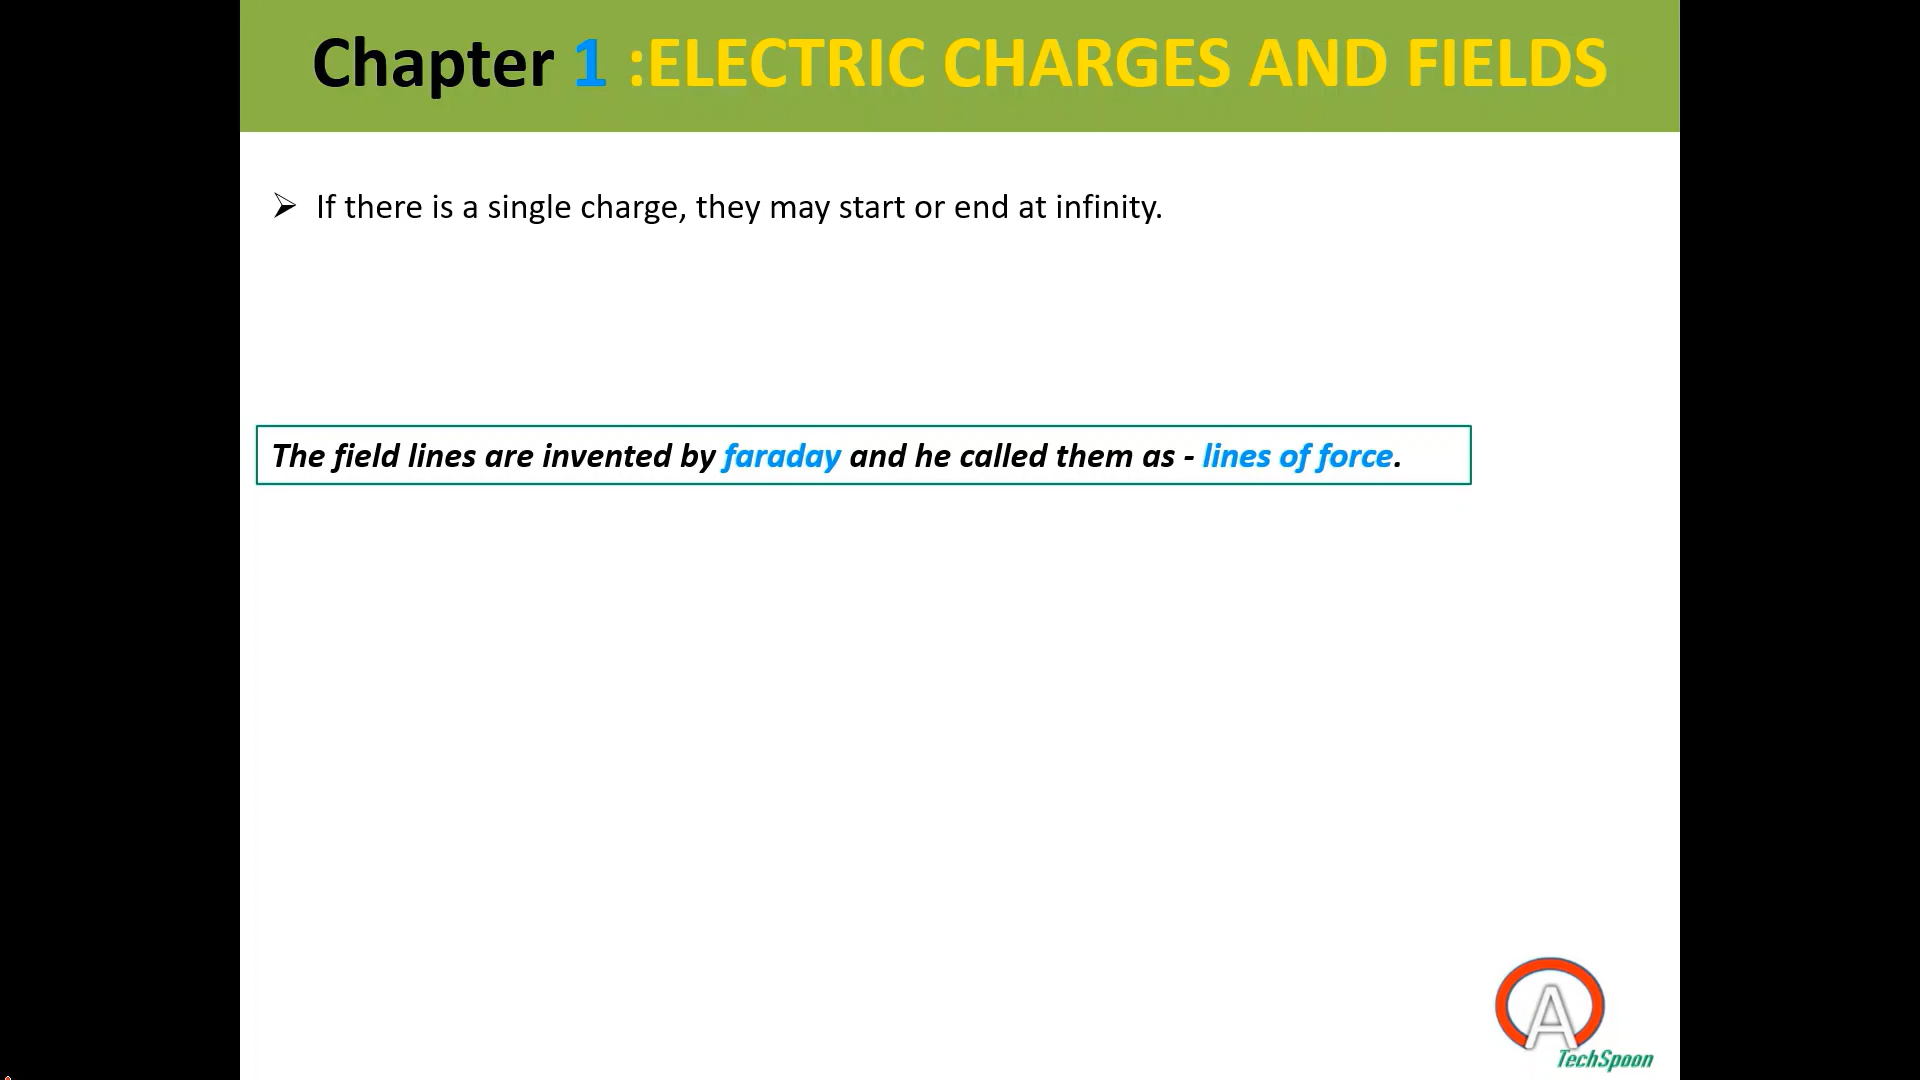 Chapter 1 :ELECTRIC CHARGES AND FIELDS
➢ If there is a single charge, they may start or end at infinity.
The field lines are invented by faraday and he called them as - lines of force.
A
TechSpoon